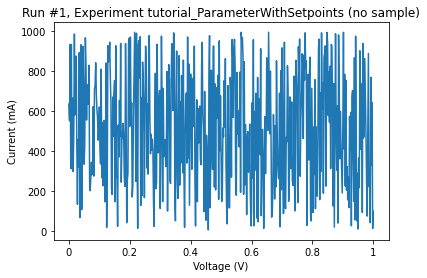 Run #1, Experiment tutorial_ParameterWithSetpoints (no sample)
1000
800
600
400
200
0
Current (mA)
0 0.2 0.4 0.6 0.8 1
Voltage (V)